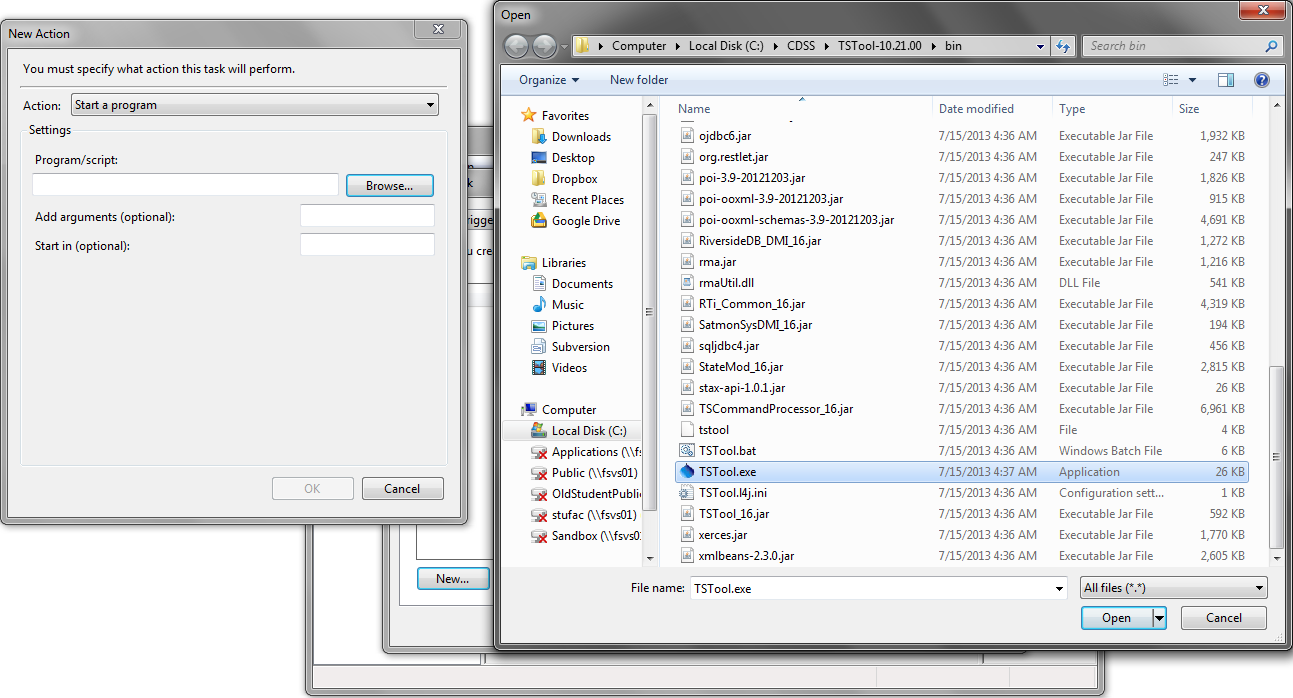 New Action
You must specify what action this task will perform.
Action: Start a program
Settings
Program/script:
Browse...
Add arguments (optional):
Start in (optional):
OK Cancel
New...
Open
Computer Local Disk (C:) CDSS TSTool-10.21.00 bin
Search bin
Organize New folder
Favorites
Downloads
Desktop
Dropbox
Recent Places
Google Drive
Libraries
Documents
Music
Pictures
Subversion
Videos
Computer
Local Disk (C:)
Applications (\\fs
Public (\\fsvs01)
OldStudentPublic
stufac (\\fsvs01)
Sandbox (\\fsvs01
Name Date modified Type Size
ojdbc6.jar 7/15/2013 4:36 AM Executable Jar File 1,932 KB
org.restlet.jar 7/15/2013 4:36 AM Executable Jar File 247 KB
poi-3.9-20121203.jar 7/15/2013 4:36 AM Executable Jar File 1,826 KB
poi-ooxml-3.9-20121203.jar 7/15/2013 4:36 AM Executable Jar File 915 KB
poi-ooxml-schemas-3.9-20121203.jar 7/15/2013 4:36 AM Executable Jar File 4,691 KB
RiversideDB_DMI_16.jar 7/15/2013 4:36 AM Executable Jar File 1,272 KB
rma.jar 7/15/2013 4:36 AM Executable Jar File 1,216 KB
rmaUtil.dll 7/15/2013 4:36 AM DLL File 541 KB
RTi_Common_16.jar 7/15/2013 4:36 AM Executable Jar File 4,319 KB
SatmonSysDMI_16.jar 7/15/2013 4:36 AM Executable Jar File 194 KB
sqljdbc4.jar 7/15/2013 4:36 AM Executable Jar File 456 KB
StateMod_16.jar 7/15/2013 4:36 AM Executable Jar File 2,815 KB
stax-api-1.0.1.jar 7/15/2013 4:36 AM Executable Jar File 26 KB
TSCommandProcessor_16.jar 7/15/2013 4:36 AM Executable Jar File 6,961 KB
tstool 7/15/2013 4:36 AM File 4 KB
TSTool.bat 7/15/2013 4:36 AM Windows Batch File 6 KB
TSTool.exe 7/15/2013 4:37 AM Application 26 KB
TSTool.l4j.ini 7/15/2013 4:36 AM Configuration sett... 1 KB
TSTool_16.jar 7/15/2013 4:36 AM Executable Jar File 592 KB
xerces.jar 7/15/2013 4:36 AM Executable Jar File 1,770 KB
xmlbeans-2.3.0.jar 7/15/2013 4:36 AM Executable Jar File 2,605 KB
File name: TSTool.exe All files (*.*)
Open Cancel